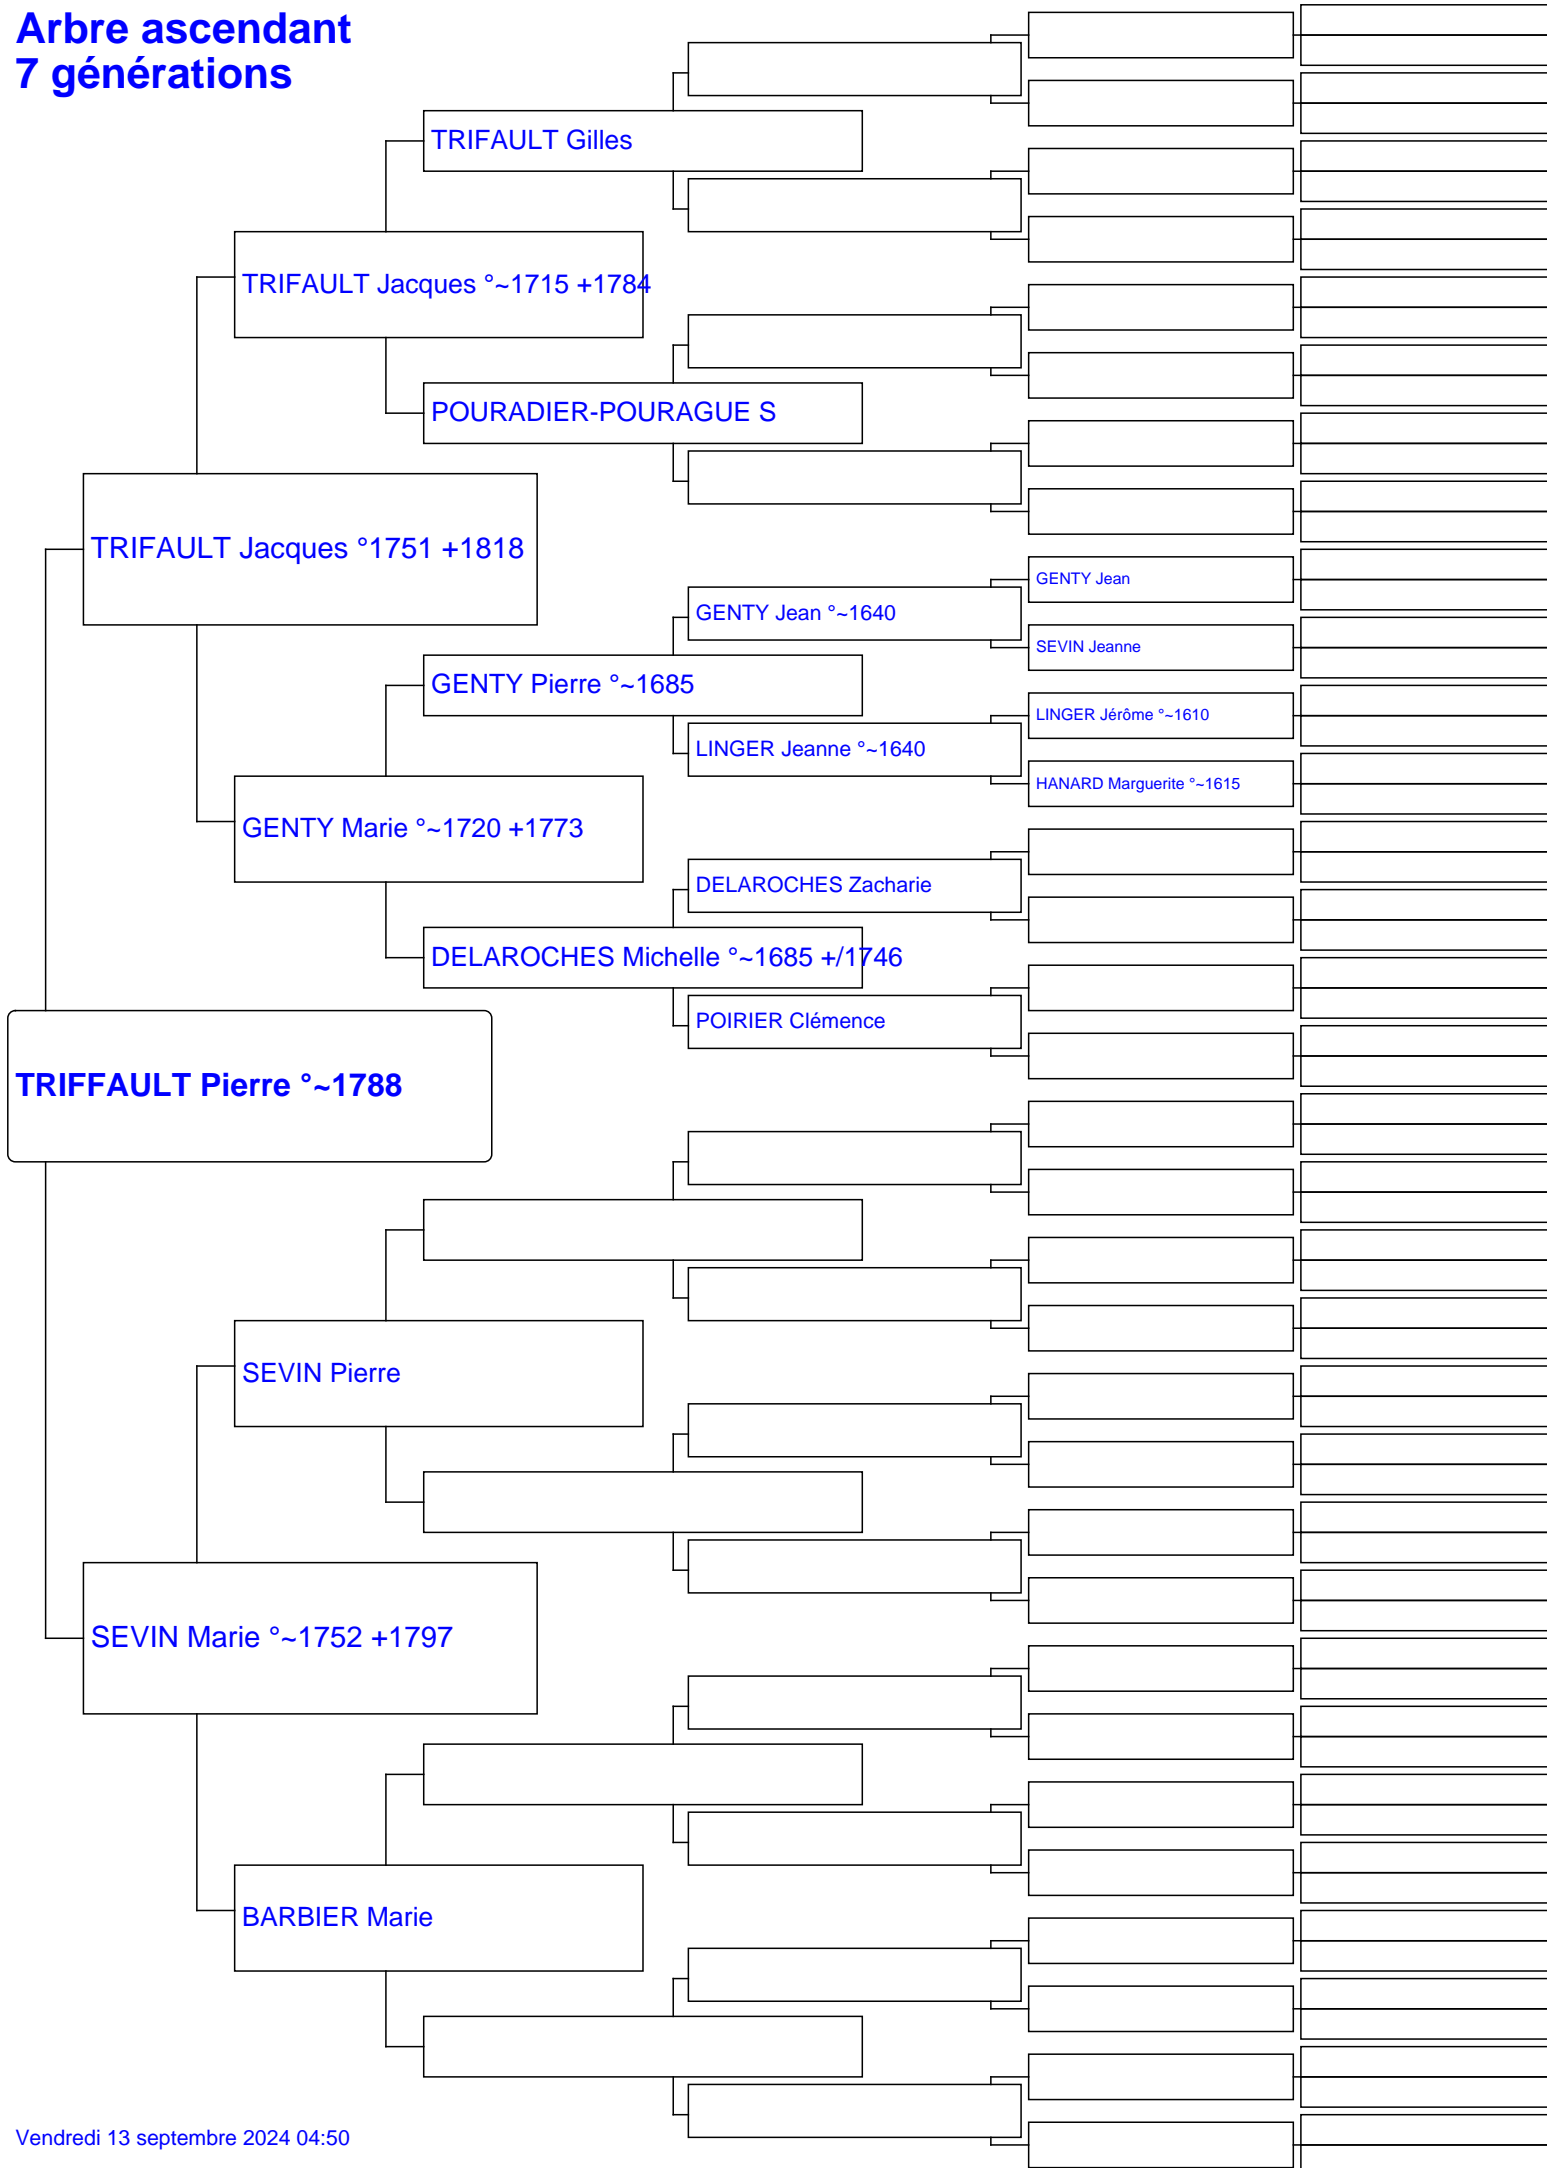 Arbre ascendant
7 générations
TRIFAULT Gilles
TRIFAULT Jacques °~1715 +1784
POURADIER-POURAGUE S
TRIFAULT Jacques °1751 +1818
GENTY Jean
GENTY Jean °~1640
SEVIN Jeanne
GENTY Pierre °~1685
LINGER Jérôme °~1610
LINGER Jeanne °~1640
HANARD Marguerite °~1615
GENTY Marie °~1720 +1773
DELAROCHES Zacharie
DELAROCHES Michelle °~1685 +/1746
POIRIER Clémence
TRIFFAULT Pierre °~1788
SEVIN Pierre
SEVIN Marie °~1752 +1797
BARBIER Marie
Vendredi 13 septembre 2024 04:50